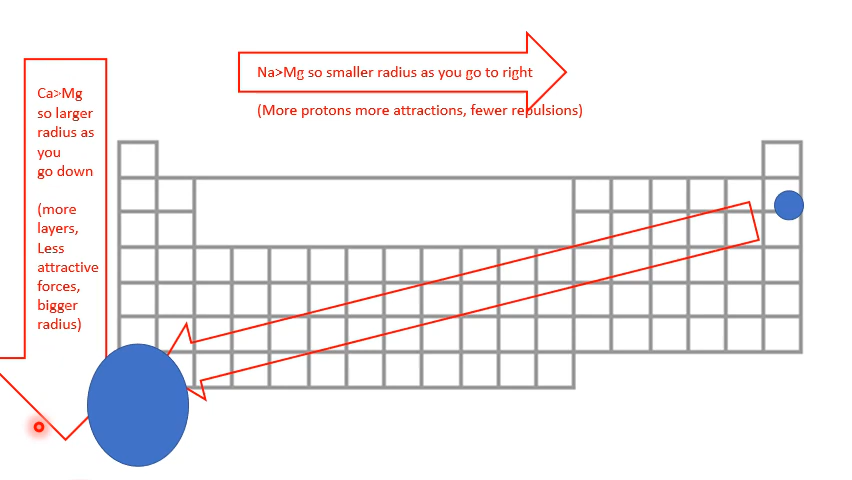 Na>Mg so smaller radius as you go to right
(More protons more attractions, fewer repulsions)
Ca>Mg
so larger
radius as
you
go down
(more
layers,
Less
attractive
forces,
bigger
radius)